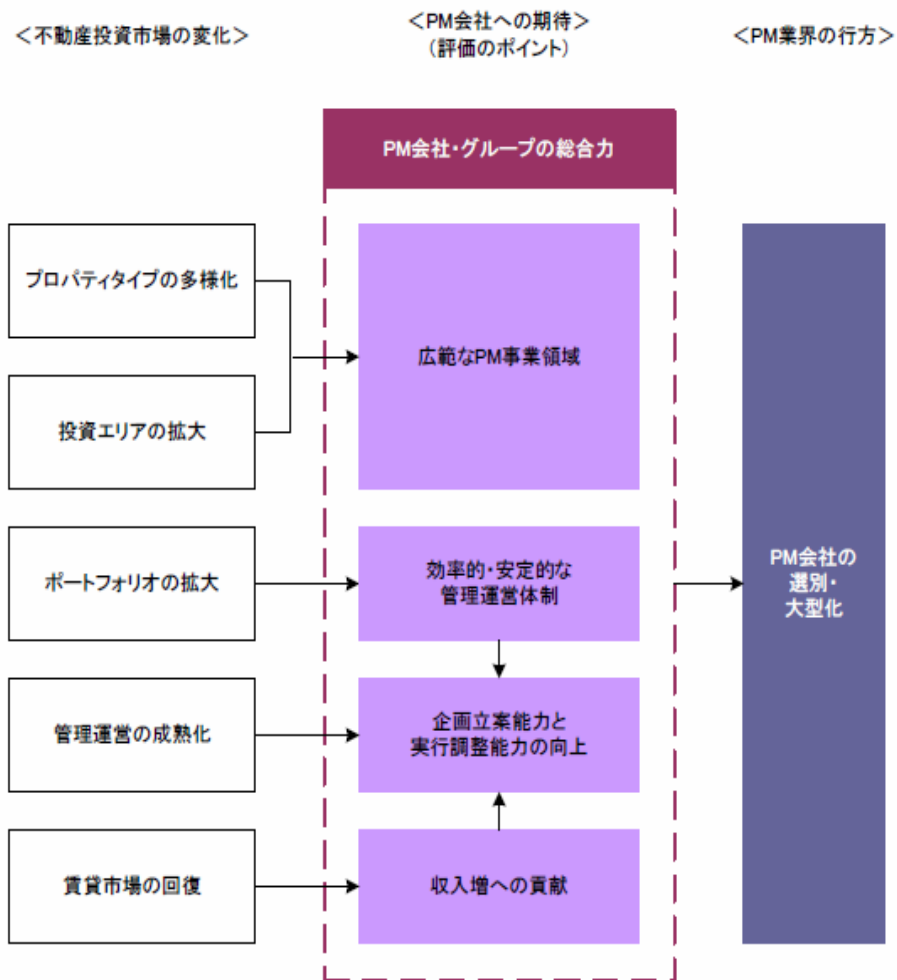 ＜不動産投資市場の変化＞
＜PM会社への期待＞
（評価のポイント）
＜PM業界の行方＞
PM会社・グループの総合力
プロパティタイプの多様化
投資エリアの拡大
広範なPM事業領域
ポートフォリオの拡大
効率的・安定的な
管理運営体制
管理運営の成熟化
企画立案能力と
実行調整能力の向上
賃貸市場の回復
収入増への貢献
PM会社の
選別・
大型化